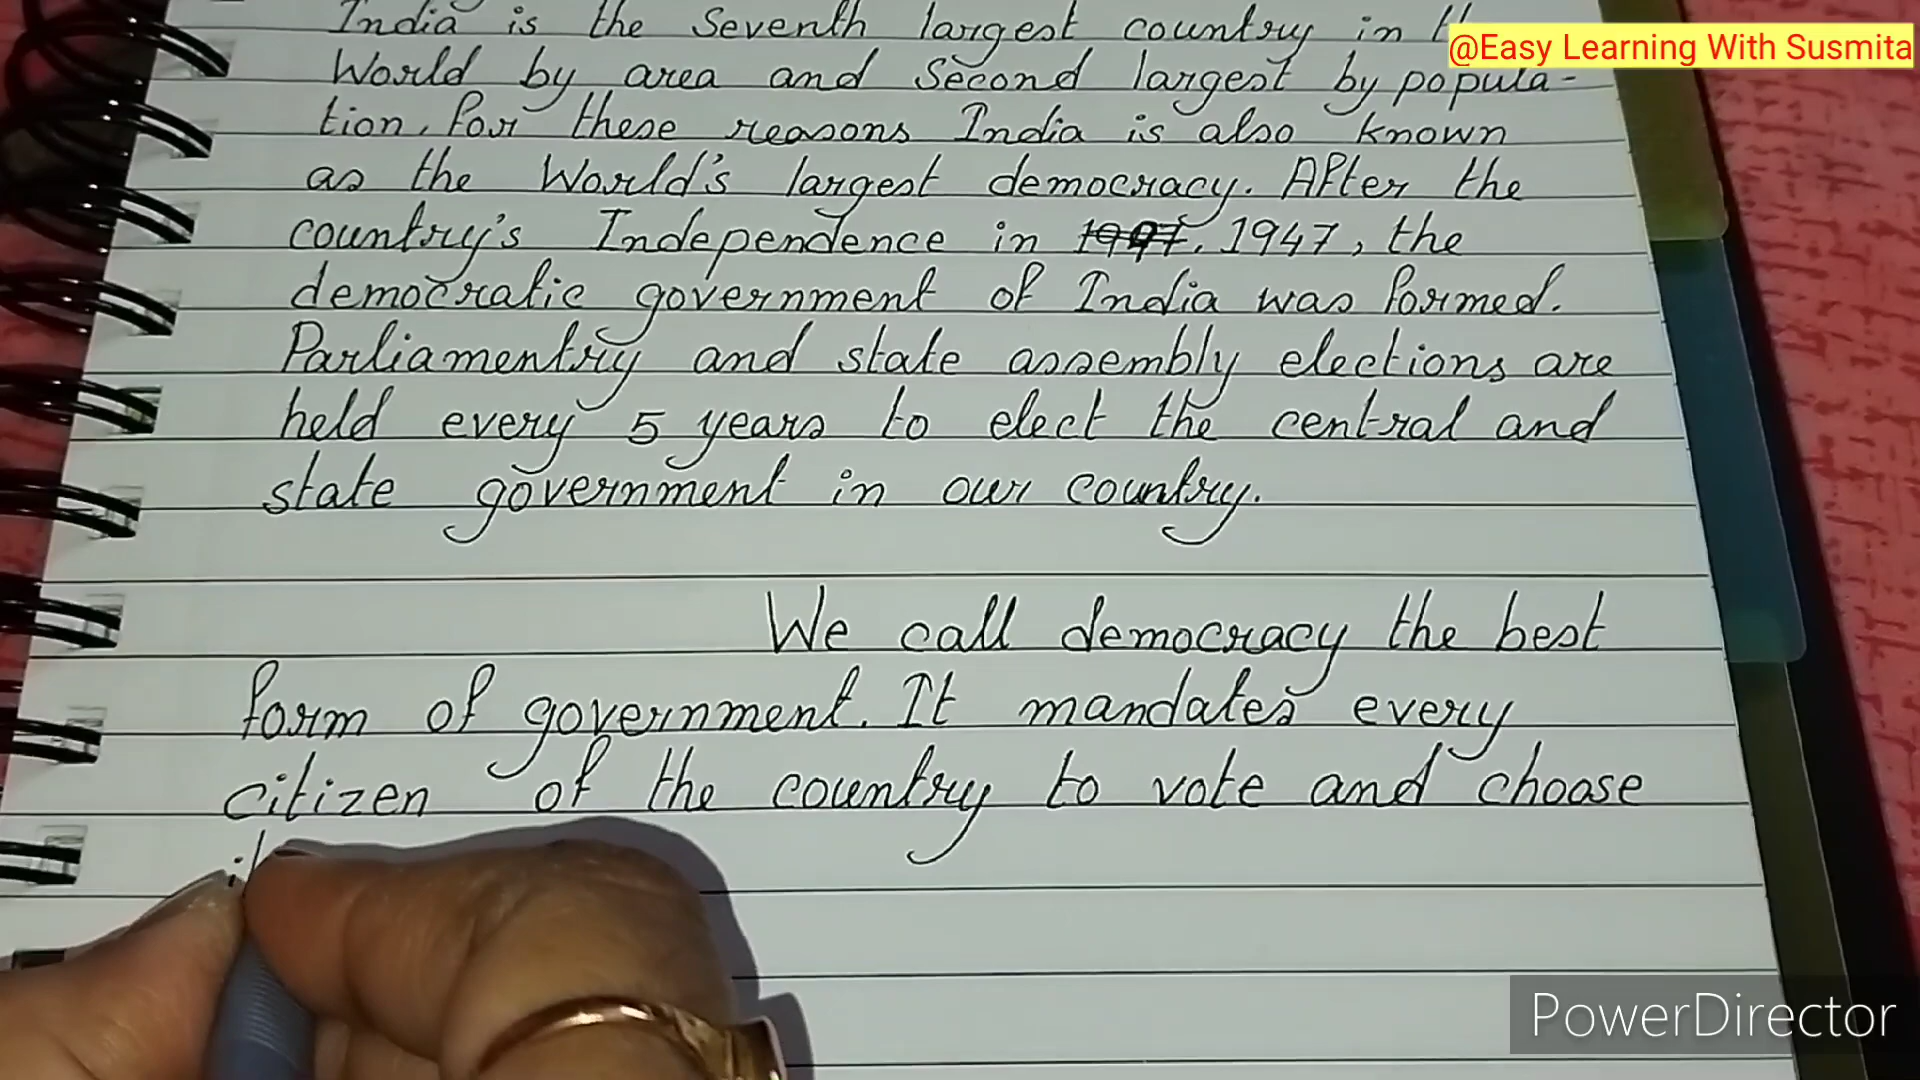 India is the Seventh largest country in
@Easy Learning With Susmita
World by area and Second largest by popula-
tion. For these reasons India is also known
as the World's largest democracy. After the
country's Independence in 1947, the
democratic government of India was formed.
Parliamentry and state assembly elections are
held every 5 years to elect the central and
state government in our country.
We call democracy the best
form of government. It mandates every
citizen of the country to vote and choose
PowerDirector